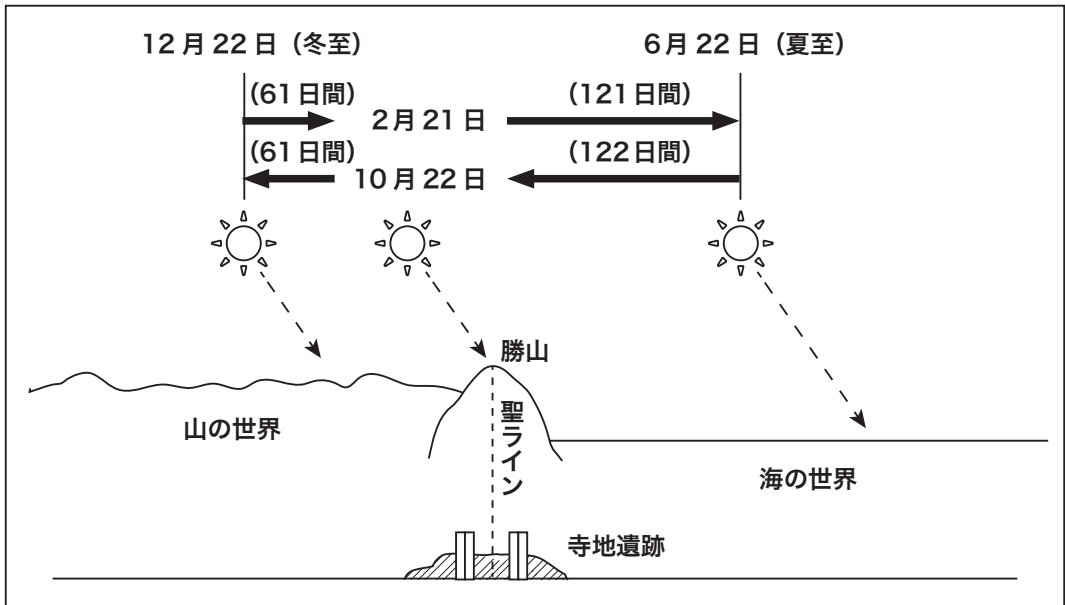 12月22日（冬至）
6月22日（夏至）
（61日間）
（121日間）
2月21日
（61日間）
（122日間）
10月22日
勝山
聖ライン
山の世界
海の世界
寺地遺跡